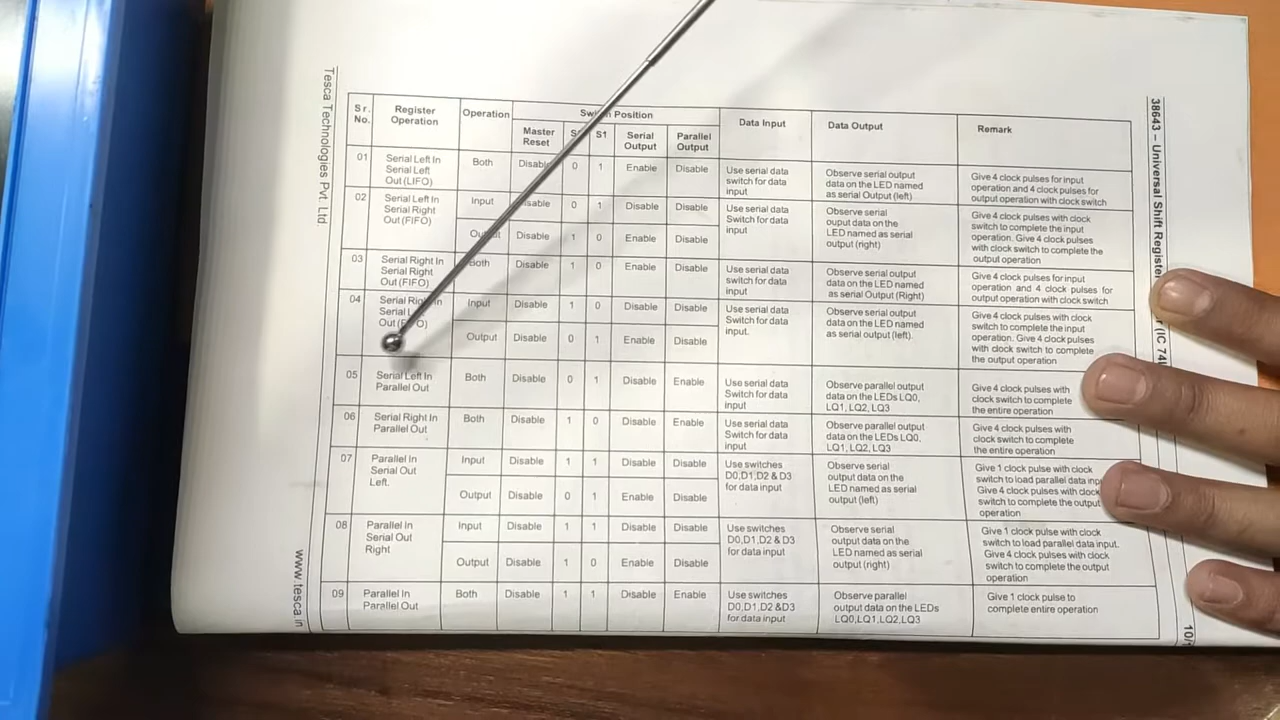 Tesca Technologies Pvt. Ltd.
www.tesca.in
38643 – Universal Shift Register
(IC 74
10/1
Sr. No.
Register Operation
Operation
Switch Position
Master Reset
S1
Serial Output
Parallel Output
Data Input
Data Output
Remark
01
Serial Left In
Serial Left
Out (LIFO)
Both
Disable
0
1
Enable
Disable
Use serial data
switch for data
input
Observe serial output
data on the LED named
as serial Output (left)
Give 4 clock pulses for input
operation and 4 clock pulses for
output operation with clock switch
02
Serial Left In
Serial Right
Out (FIFO)
Input
Disable
0
1
Disable
Disable
Output
Disable
1
0
Enable
Disable
Use serial data
Switch for data
input
Observe serial
ouput data on the
LED named as serial
output (right)
Give 4 clock pulses with clock
switch to complete the input
operation. Give 4 clock pulses
with clock switch to complete the
output operation
03
Serial Right In
Serial Right
Out (FIFO)
Both
Disable
1
0
Enable
Disable
Use serial data
switch for data
input
Observe serial output
data on the LED named
as serial Output (Right)
Give 4 clock pulses for input
operation and 4 clock pulses for
output operation with clock switch
04
Serial Right In
Serial
Out
Input
Disable
1
0
Disable
Disable
Output
Disable
0
1
Enable
Disable
Use serial data
Switch for data
input.
Observe serial output
data on the LED named
as serial output (left).
Give 4 clock pulses with clock
switch to complete the input
operation. Give 4 clock pulses
with clock switch to complete
the output operation
05
Serial Left In
Parallel Out
Both
Disable
0
1
Disable
Enable
Use serial data
Switch for data
input
Observe parallel output
data on the LEDs LQ0,
LQ1, LQ2, LQ3
Give 4 clock pulses with
clock switch to complete
the entire operation
06
Serial Right In
Parallel Out
Both
Disable
1
0
Disable
Enable
Use serial data
Switch for data
input
Observe parallel output
data on the LEDs LQ0,
LQ1, LQ2, LQ3
Give 4 clock pulses with
clock switch to complete
the entire operation
07
Parallel In
Serial Out
Left.
Input
Disable
1
1
Disable
Disable
Output
Disable
0
1
Enable
Disable
Use switches
D0,D1,D2 & D3
for data input
Observe serial
output data on the
LED named as serial
output (left)
Give 1 clock pulse with clock
switch to load parallel data
Give 4 clock pulses with clock
switch to complete the output
operation
08
Parallel In
Serial Out
Right
Input
Disable
1
1
Disable
Disable
Output
Disable
1
0
Enable
Disable
Use switches
D0,D1,D2 & D3
for data input
Observe serial
output data on the
LED named as serial
output (right)
Give 1 clock pulse with clock
switch to load parallel data input.
Give 4 clock pulses with clock
switch to complete the output
operation
09
Parallel In
Parallel Out
Both
Disable
1
1
Disable
Enable
Use switches
D0,D1,D2 &D3
for data input
Observe parallel
output data on the LEDs
LQ0,LQ1,LQ2,LQ3
Give 1 clock pulse to
complete entire operation